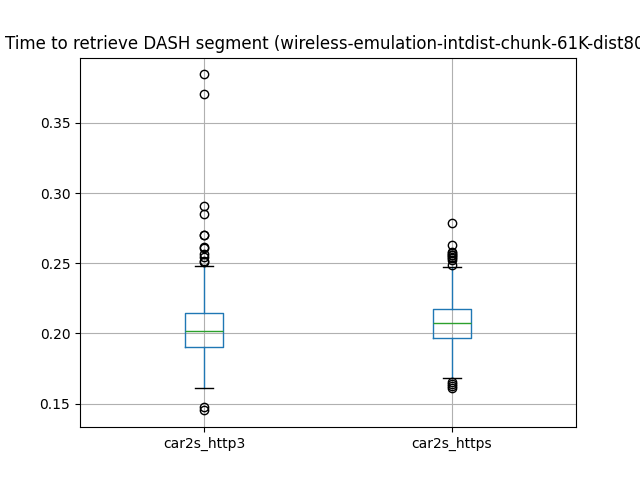 Time to retrieve DASH segment (wireless-emulation-intdist-chunk-61K-dist80
0.35
0.30
0.25
0.20
0.15
car2s_http3
car2s_https